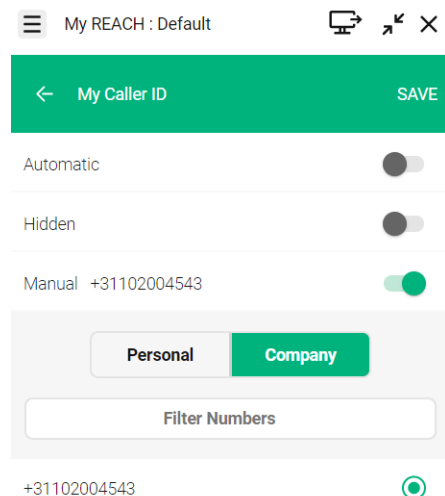 My REACH : Default
My Caller ID SAVE
Automatic
Hidden
Manual +31102004543
Personal Company
Filter Numbers
+31102004543